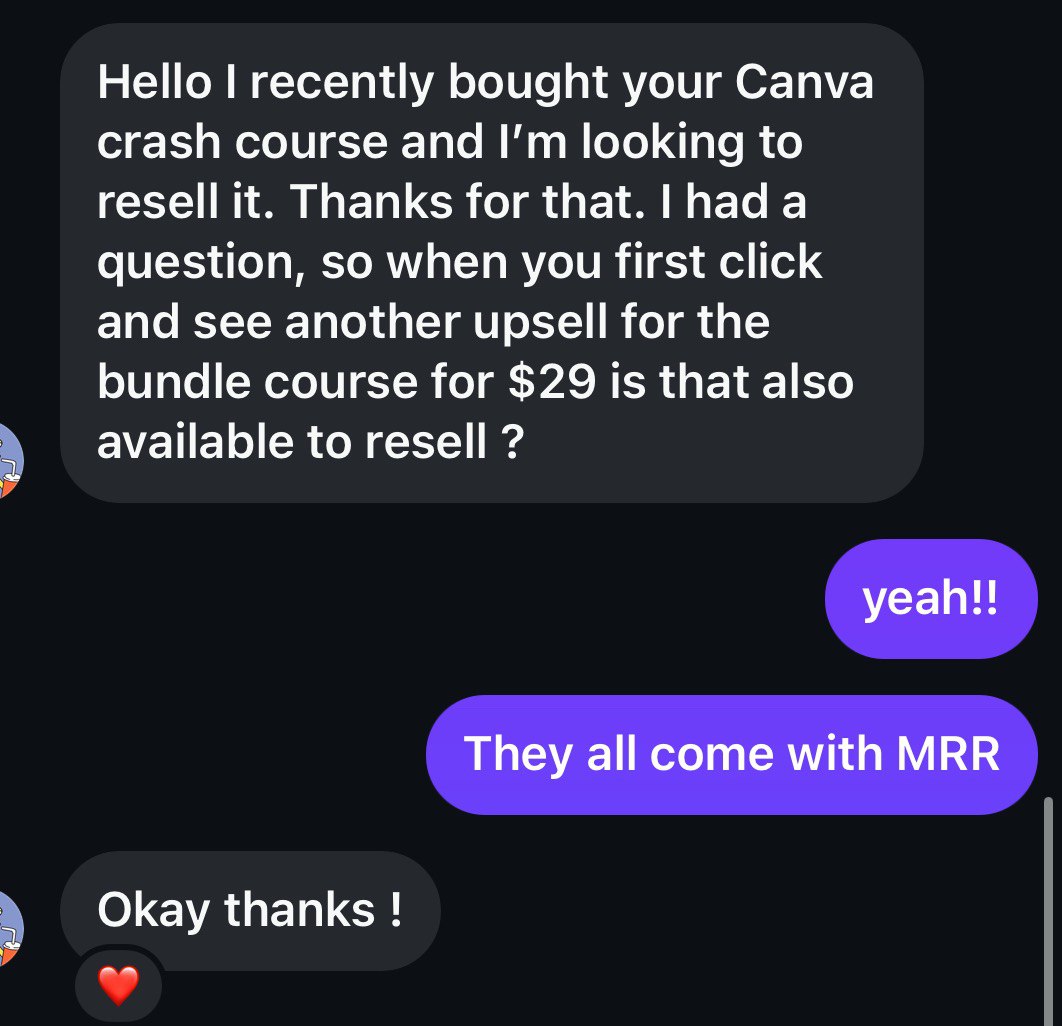 Hello I recently bought your Canva
crash course and I’m looking to
resell it. Thanks for that. I had a
question, so when you first click
and see another upsell for the
bundle course for $29 is that also
available to resell ?
yeah!!
They all come with MRR
Okay thanks !